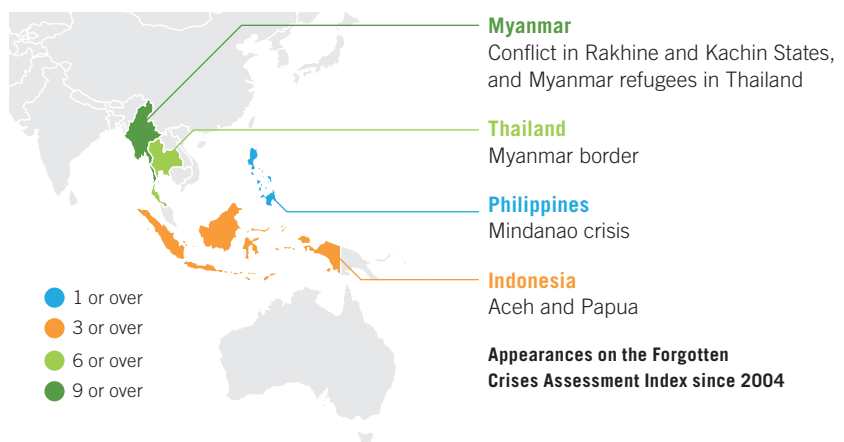 Myanmar
Conflict in Rakhine and Kachin States,
and Myanmar refugees in Thailand
Thailand
Myanmar border
Philippines
Mindanao crisis
Indonesia
Aceh and Papua
1 or over
3 or over
6 or over
9 or over
Appearances on the Forgotten
Crises Assessment Index since 2004